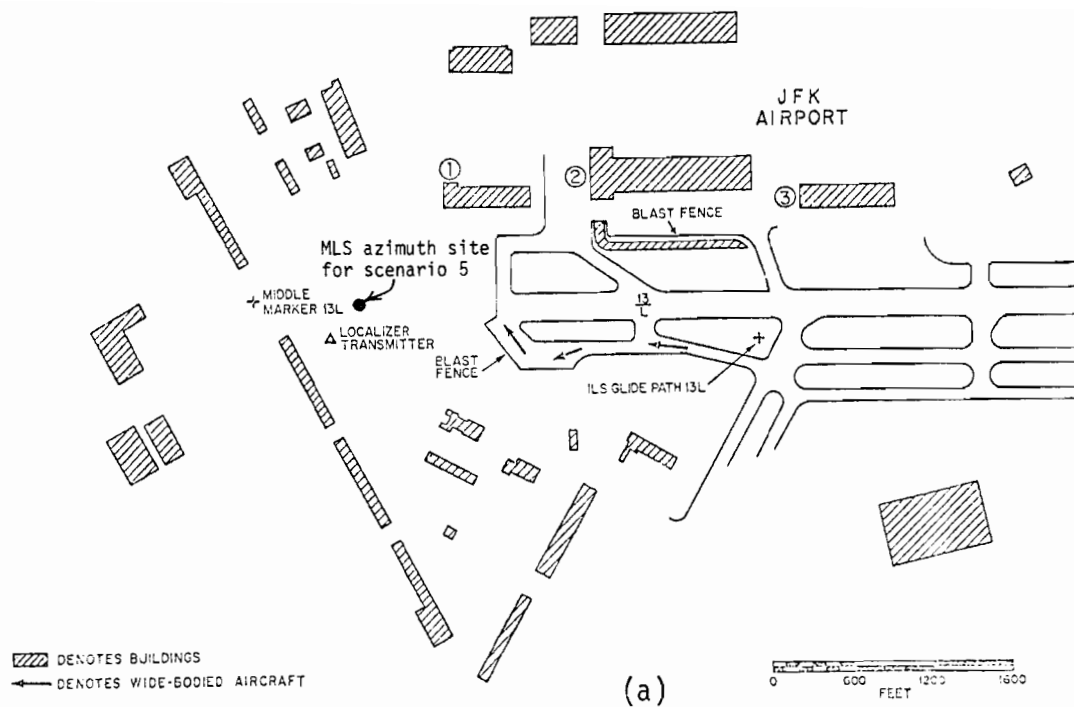 JFK
AIRPORT
①
②
③
BLAST FENCE
MLS azimuth site
for scenario 5
MIDDLE
MARKER 13L
LOCALIZER
TRANSMITTER
13
L
BLAST
FENCE
ILS GLIDE PATH 13L
DENOTES BUILDINGS
DENOTES WIDE-BODIED AIRCRAFT
(a)
0 600 1200 1600
FEET